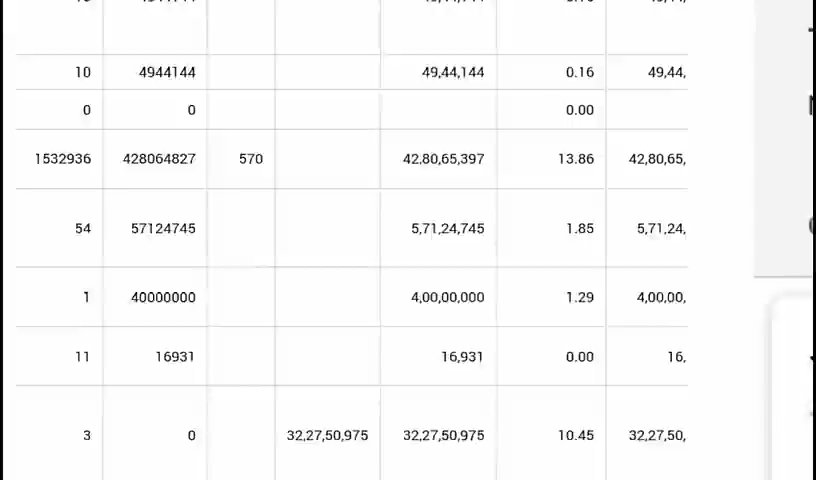 10 4944144 49,44,144 0.16 49,44,
0 0 0.00
1532936 428064827 570 42,80,65,397 13.86 42,80,65,
54 57124745 5,71,24,745 1.85 5,71,24,
1 40000000 4,00,00,000 1.29 4,00,00,
11 16931 16,931 0.00 16,
3 0 32,27,50,975 32,27,50,975 10.45 32,27,50,